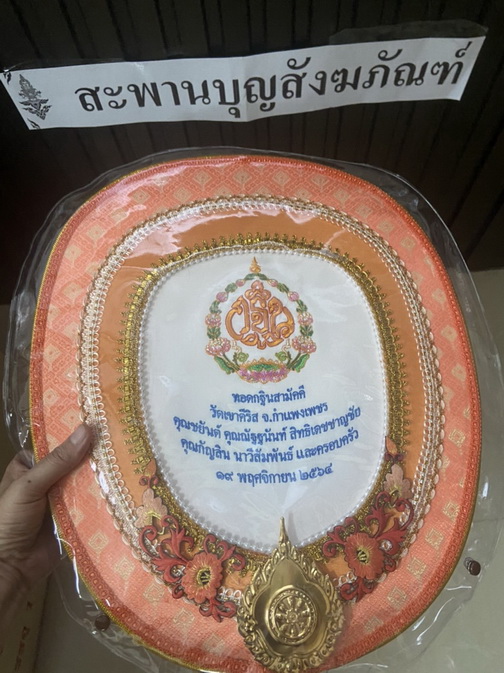 สะพานบุญสังฆภัณฑ์
ทอดกฐินสามัคคี
วัดเขาคีริส จ.กำแพงเพชร
คุณชยันต์ คุณณัฐฐนันท์ สิทธิเดชชาญชัย
คุณกัญสิน นาวีสัมพันธ์ และครอบครัว
๑๙ พฤศจิกายน ๒๕๖๔